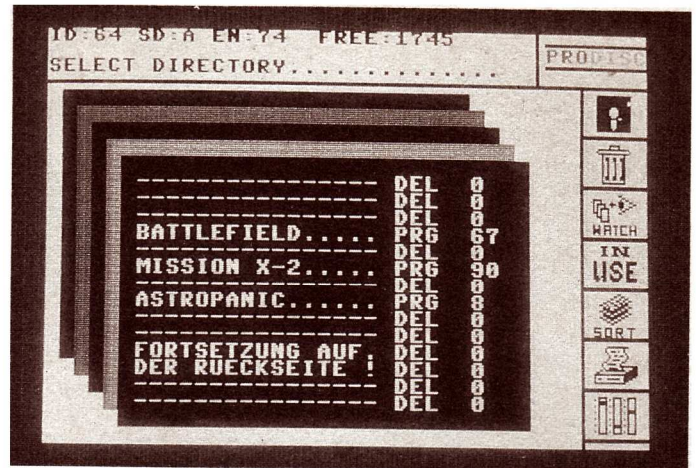 ID:64 SD:A EN:74 FREE:1745
SELECT DIRECTORY...............
PRODISC
---------------- DEL 0
---------------- DEL 0
---------------- DEL 0
BATTLEFIELD..... PRG 67
---------------- DEL 0
MISSION X-2..... PRG 90
---------------- DEL 0
ASTROPANIC...... PRG 8
---------------- DEL 0
---------------- DEL 0
FORTSETZUNG AUF. DEL 0
DER RUECKSEITE ! DEL 0
---------------- DEL 0
---------------- DEL 0
WATCH
IN
USE
SORT